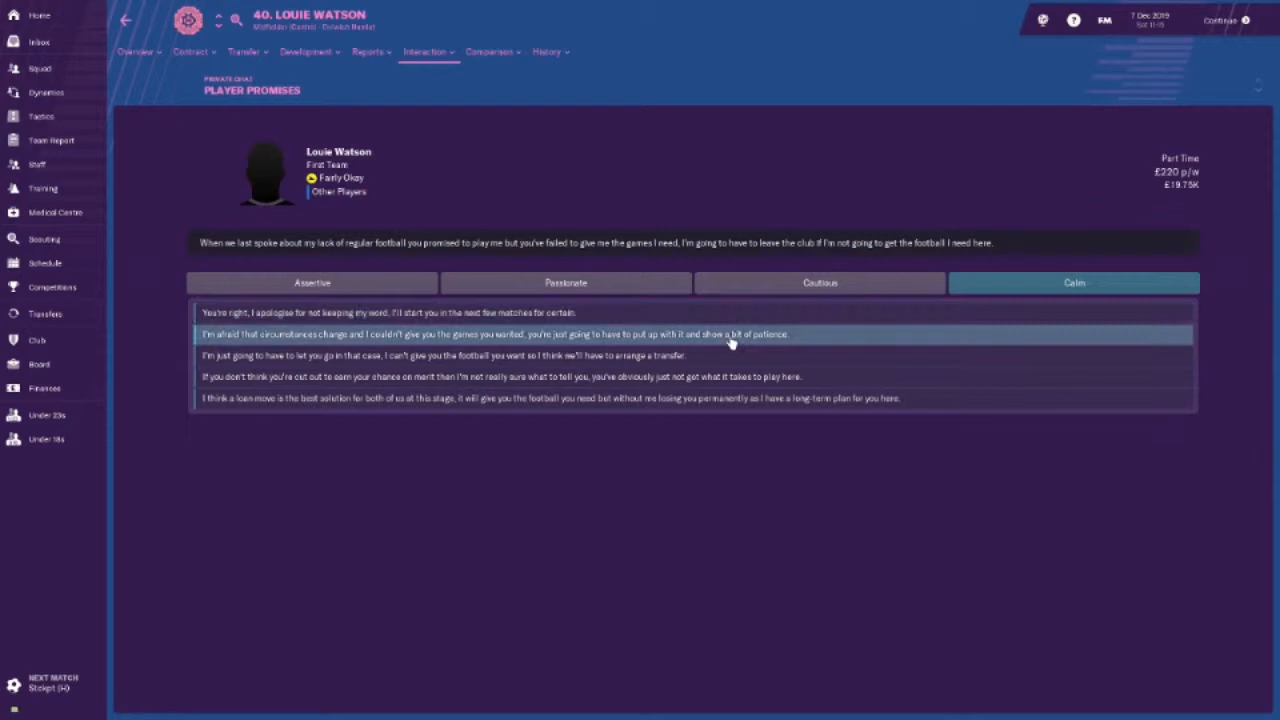 Home
Inbox
Squad
Dynamics
Tactics
Team Report
Staff
Training
Medical Centre
Scouting
Schedule
Competitions
Transfers
Club
Board
Finances
Under 23s
Under 18s
NEXT MATCH
Stckpt (H)
40. LOUIE WATSON
Midfielder (Centre) - Dulwich Hamlet
FM
7 Dec 2019
Sat
Continue
Overview
Contract
Transfer
Development
Reports
Interaction
Comparison
History
PRIVATE CHAT
PLAYER PROMISES
Louie Watson
First Team
Fairly Okay
Other Players
Part Time
£220 p/w
£19.75K
When we last spoke about my lack of regular football you promised to play me but you've failed to give me the games I need, I'm going to have to leave the club if I'm not going to get the football I need here.
Assertive
Passionate
Cautious
Calm
You're right, I apologise for not keeping my word, I'll start you in the next few matches for certain.
I'm afraid that circumstances change and I couldn't give you the games you wanted, you're just going to have to put up with it and show a bit of patience.
I'm just going to have to let you go in that case, I can't give you the football you want so I think we'll have to arrange a transfer.
If you don't think you're cut out to earn your chance on merit then I'm not really sure what to tell you, you've obviously just not got what it takes to play here.
I think a loan move is the best solution for both of us at this stage, it will give you the football you need but without me losing you permanently as I have a long-term plan for you here.